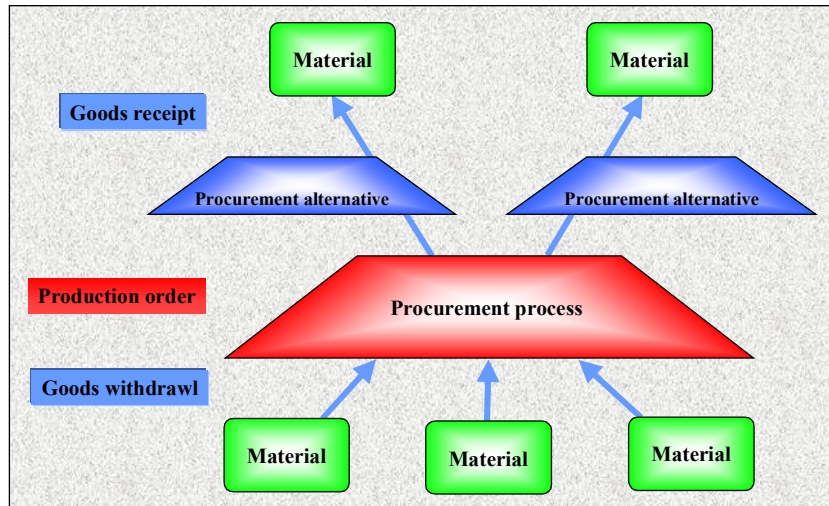 Material
Material
Goods receipt
Procurement alternative
Procurement alternative
Production order
Procurement process
Goods withdrawl
Material
Material
Material